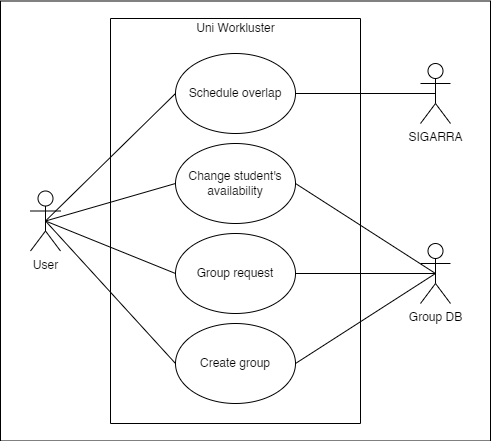 Uni Workluster
Schedule overlap
SIGARRA
Change student's
availability
User
Group request
Group DB
Create group